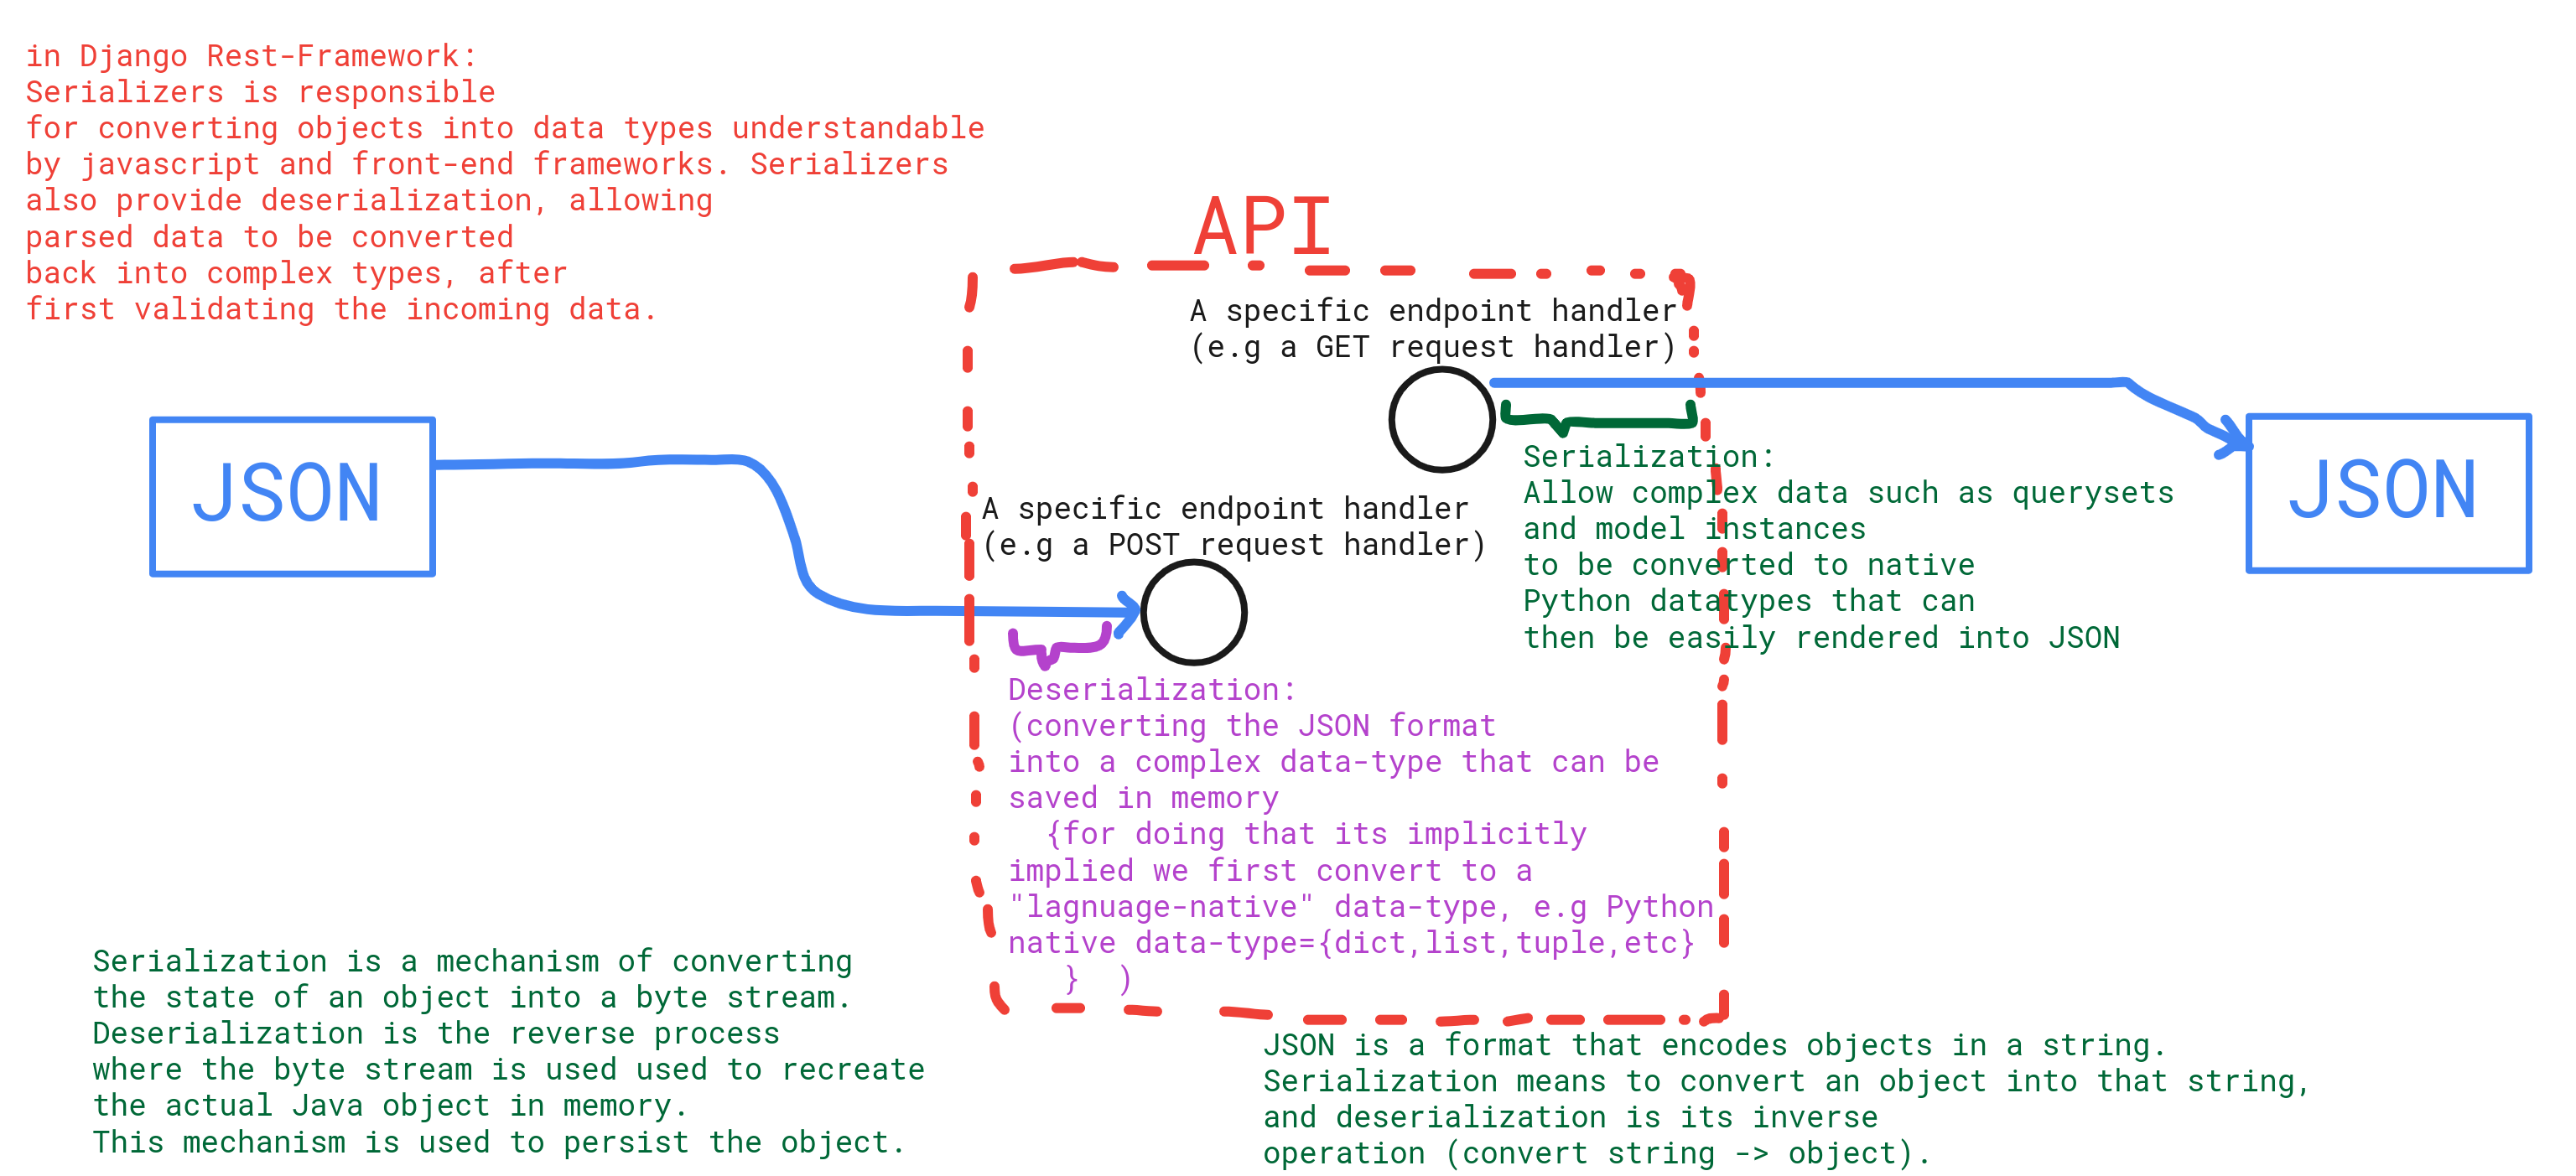 in Django Rest-Framework:
Serializers is responsible
for converting objects into data types understandable
by javascript and front-end frameworks. Serializers
also provide deserialization, allowing
parsed data to be converted
back into complex types, after
first validating the incoming data.
API
A specific endpoint handler
(e.g a GET request handler)
JSON
JSON
Serialization:
Allow complex data such as querysets
and model instances
to be converted to native
Python datatypes that can
then be easily rendered into JSON
A specific endpoint handler
(e.g a POST request handler)
Deserialization:
(converting the JSON format
into a complex data-type that can be
saved in memory
{for doing that its implicitly
implied we first convert to a
"lagnuage-native" data-type, e.g Python
native data-type={dict,list,tuple,etc}
} )
Serialization is a mechanism of converting
the state of an object into a byte stream.
Deserialization is the reverse process
where the byte stream is used used to recreate
the actual Java object in memory.
This mechanism is used to persist the object.
JSON is a format that encodes objects in a string.
Serialization means to convert an object into that string,
and deserialization is its inverse
operation (convert string -> object).